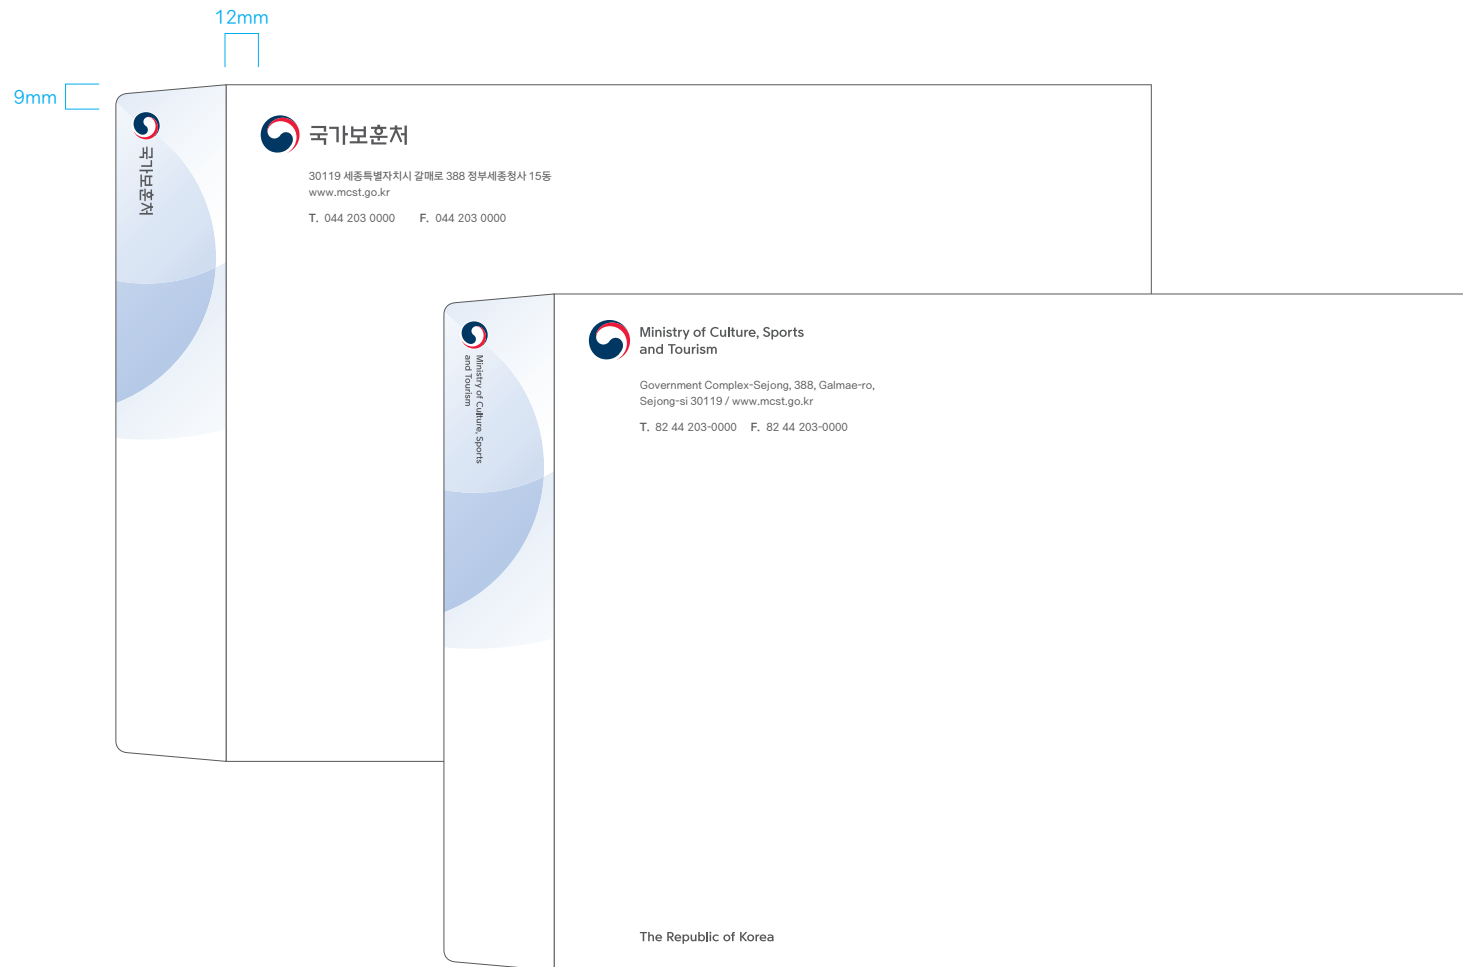 12mm
9mm
국가보훈처
국가보훈처
30119 세종특별자치시 갈매로 388 정부세종청사 15동
www.mcst.go.kr
T. 044 203 0000 F. 044 203 0000
Ministry of Culture, Sports
and Tourism
Ministry of Culture, Sports
and Tourism
Government Complex-Sejong, 388, Galmae-ro,
Sejong-si 30119 / www.mcst.go.kr
T. 82 44 203-0000 F. 82 44 203-0000
The Republic of Korea